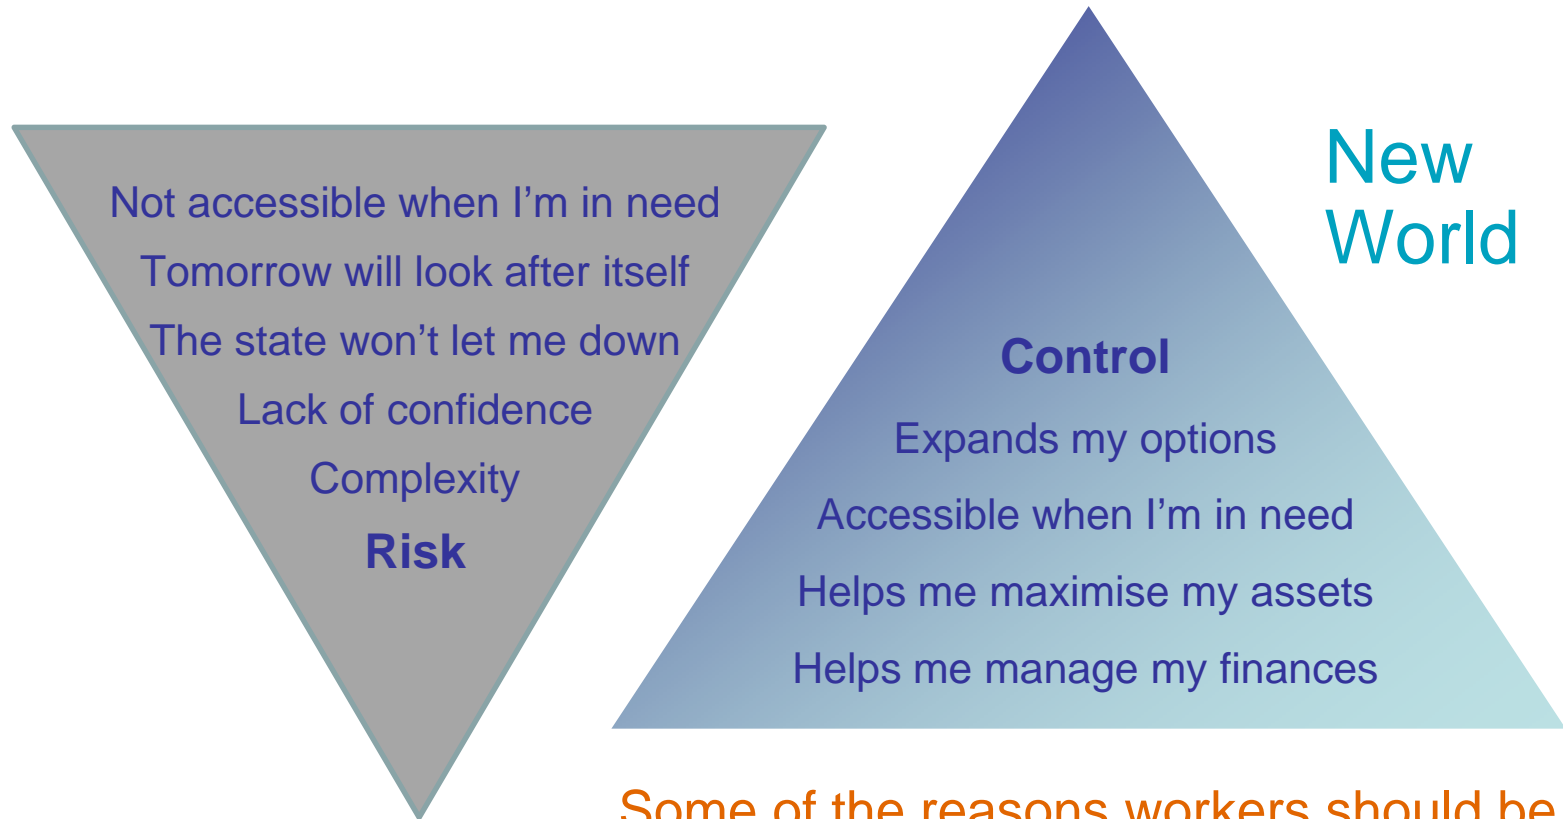 Not accessible when I'm in need
Tomorrow will look after itself
The state won't let me down
Lack of confidence
Complexity
Risk
New
World
Control
Expands my options
Accessible when I'm in need
Helps me maximise my assets
Helps me manage my finances
Some of the reasons workers should be